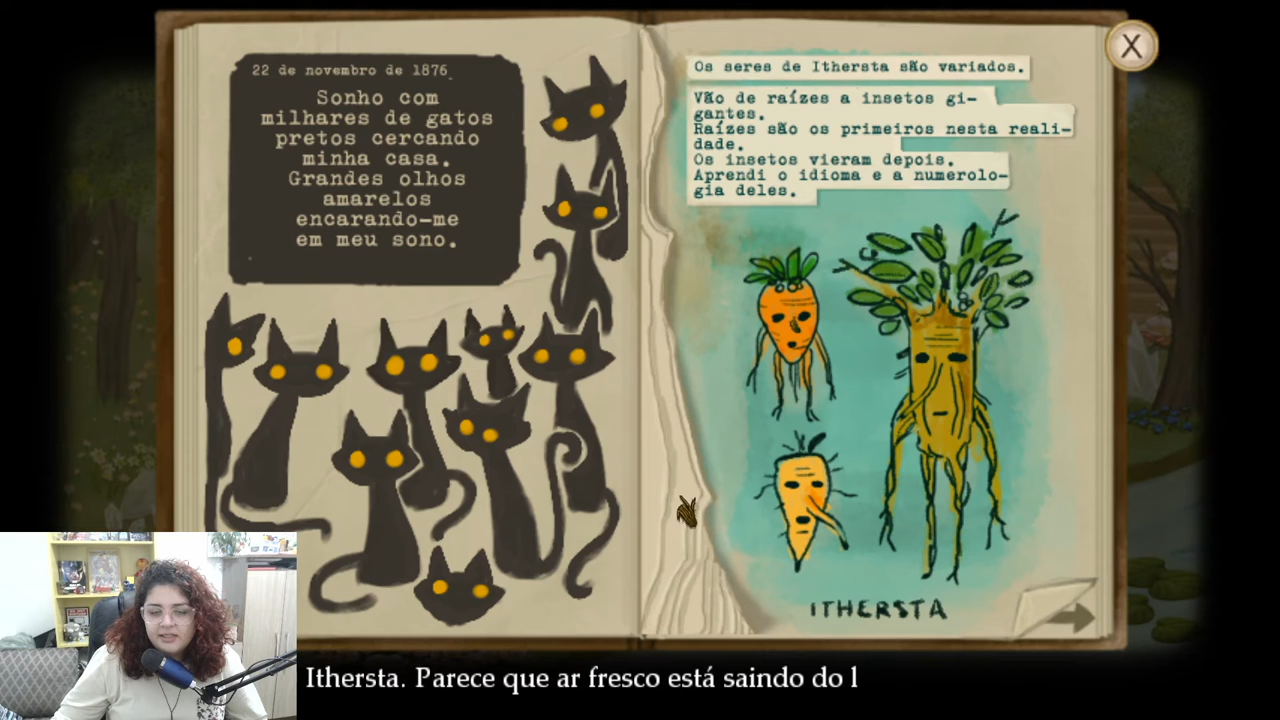 22 de novembro de 1876
Sonho com
milhares de gatos
pretos cercando
minha casa.
Grandes olhos
amarelos
encarando-me
em meu sono.
Os seres de Ithersta são variados.
Vão de raízes a insetos gi-
gantes.
Raízes são os primeiros nesta reali-
dade.
Os insetos vieram depois.
Aprendi o idioma e a numerolo-
gia deles.
ITHERSTA
X
Ithersta. Parece que ar fresco está saindo do l